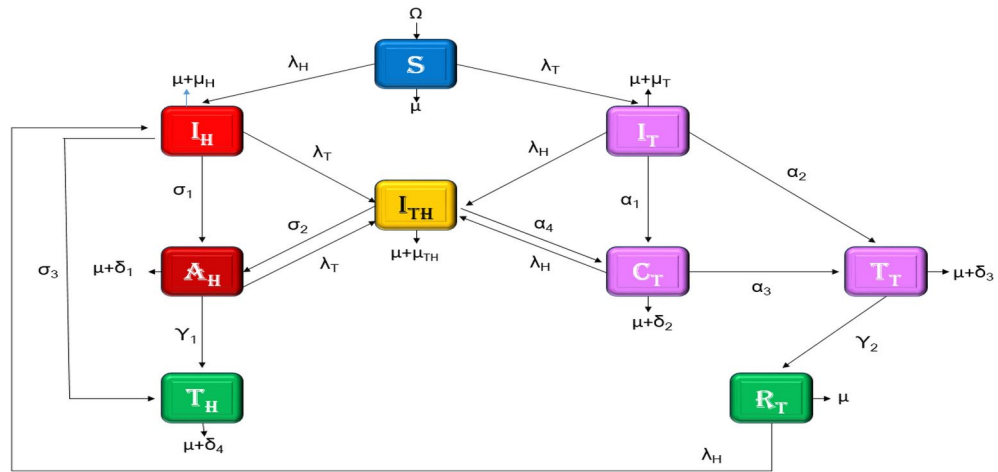 Ω
S
λH
λT
μ
μ+μH
μ+μT
IH
IT
λT
λH
α2
σ1
ITH
α1
σ2
α4
μ+μTH
λT
λH
σ3
μ+δ1
AH
CT
α3
TT
μ+δ3
μ+δ2
ϒ1
ϒ2
TH
RT
μ
μ+δ4
λH